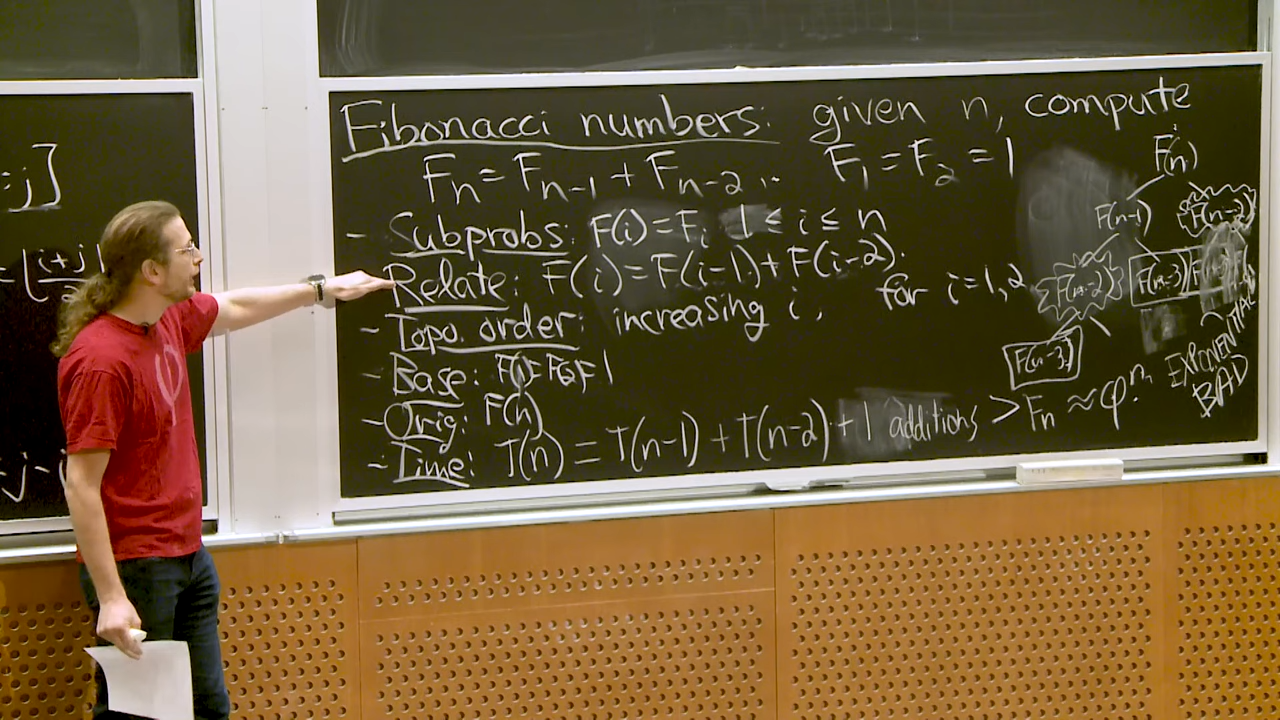 :j]
= ⌊(i+j)/2
j - (
Fibonacci numbers: given n, compute
Fn = Fn-1 + Fn-2, F1 = F2 = 1
- Subprobs: F(i) = Fi 1 ≤ i ≤ n
- Relate: F(i) = F(i-1) + F(i-2).
- Topo. order: increasing i, for i=1,2
- Base: F(1)=F(2)=1
- Orig: F(n)
- Time: T(n) = T(n-1) + T(n-2) + 1 additions > Fn ≈ φⁿ.
F(n)
F(n-1) F(n-2)
F(n-2) F(n-3)
F(n-3)
EXPONENTIAL
BAD
φ